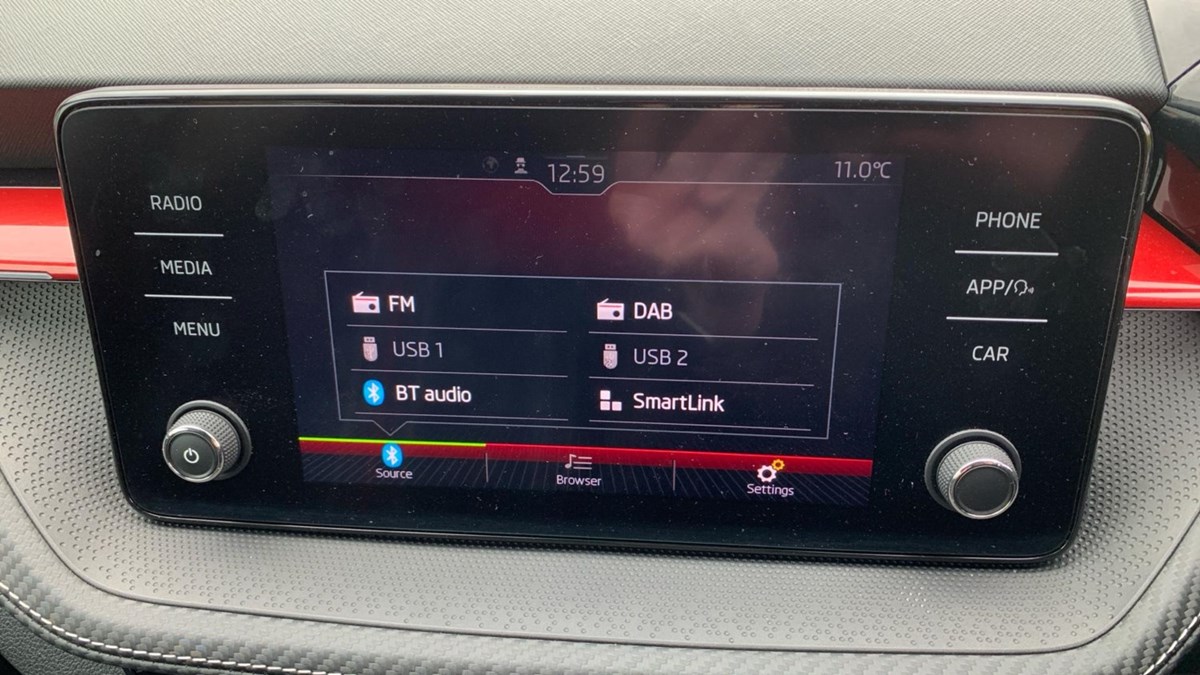 12:59
11.0°C
RADIO
MEDIA
MENU
FM
DAB
USB 1
USB 2
BT audio
SmartLink
Source
Browser
Settings
PHONE
APP/
CAR